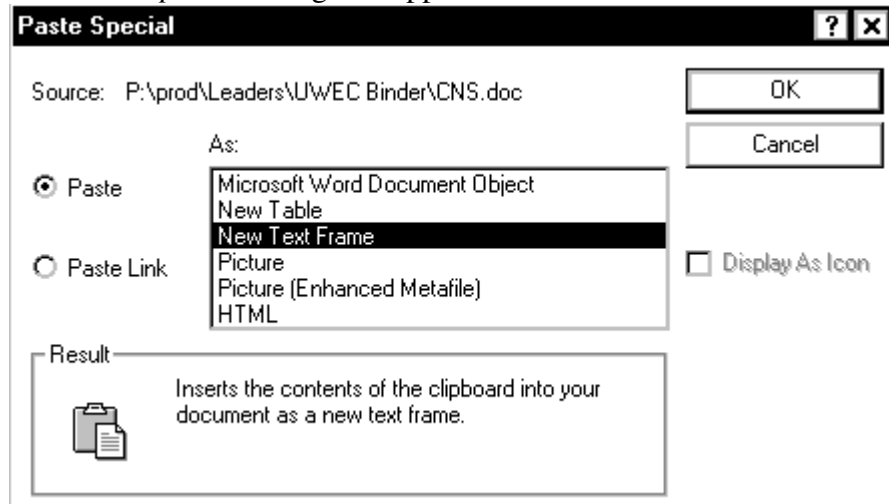 Paste Special
Source: P:\prod\Leaders\UWEC Binder\CNS.doc
OK
Cancel
As:
Paste
Paste Link
Microsoft Word Document Object
New Table
New Text Frame
Picture
Picture (Enhanced Metafile)
HTML
Display As Icon
Result
Inserts the contents of the clipboard into your
document as a new text frame.